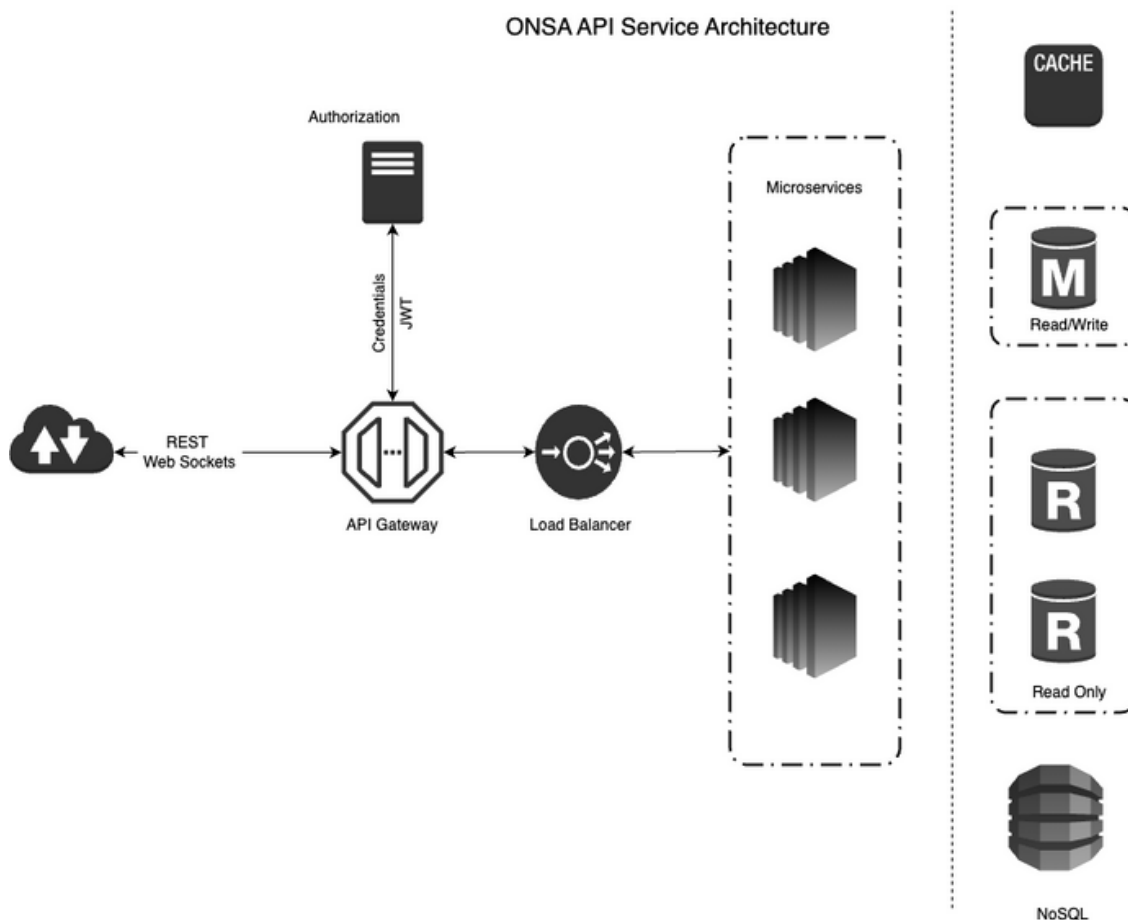 ONSA API Service Architecture
CACHE
Authorization
Microservices
M
Read/Write
Credentials
JWT
REST
Web Sockets
API Gateway
Load Balancer
R
R
Read Only
NoSQL